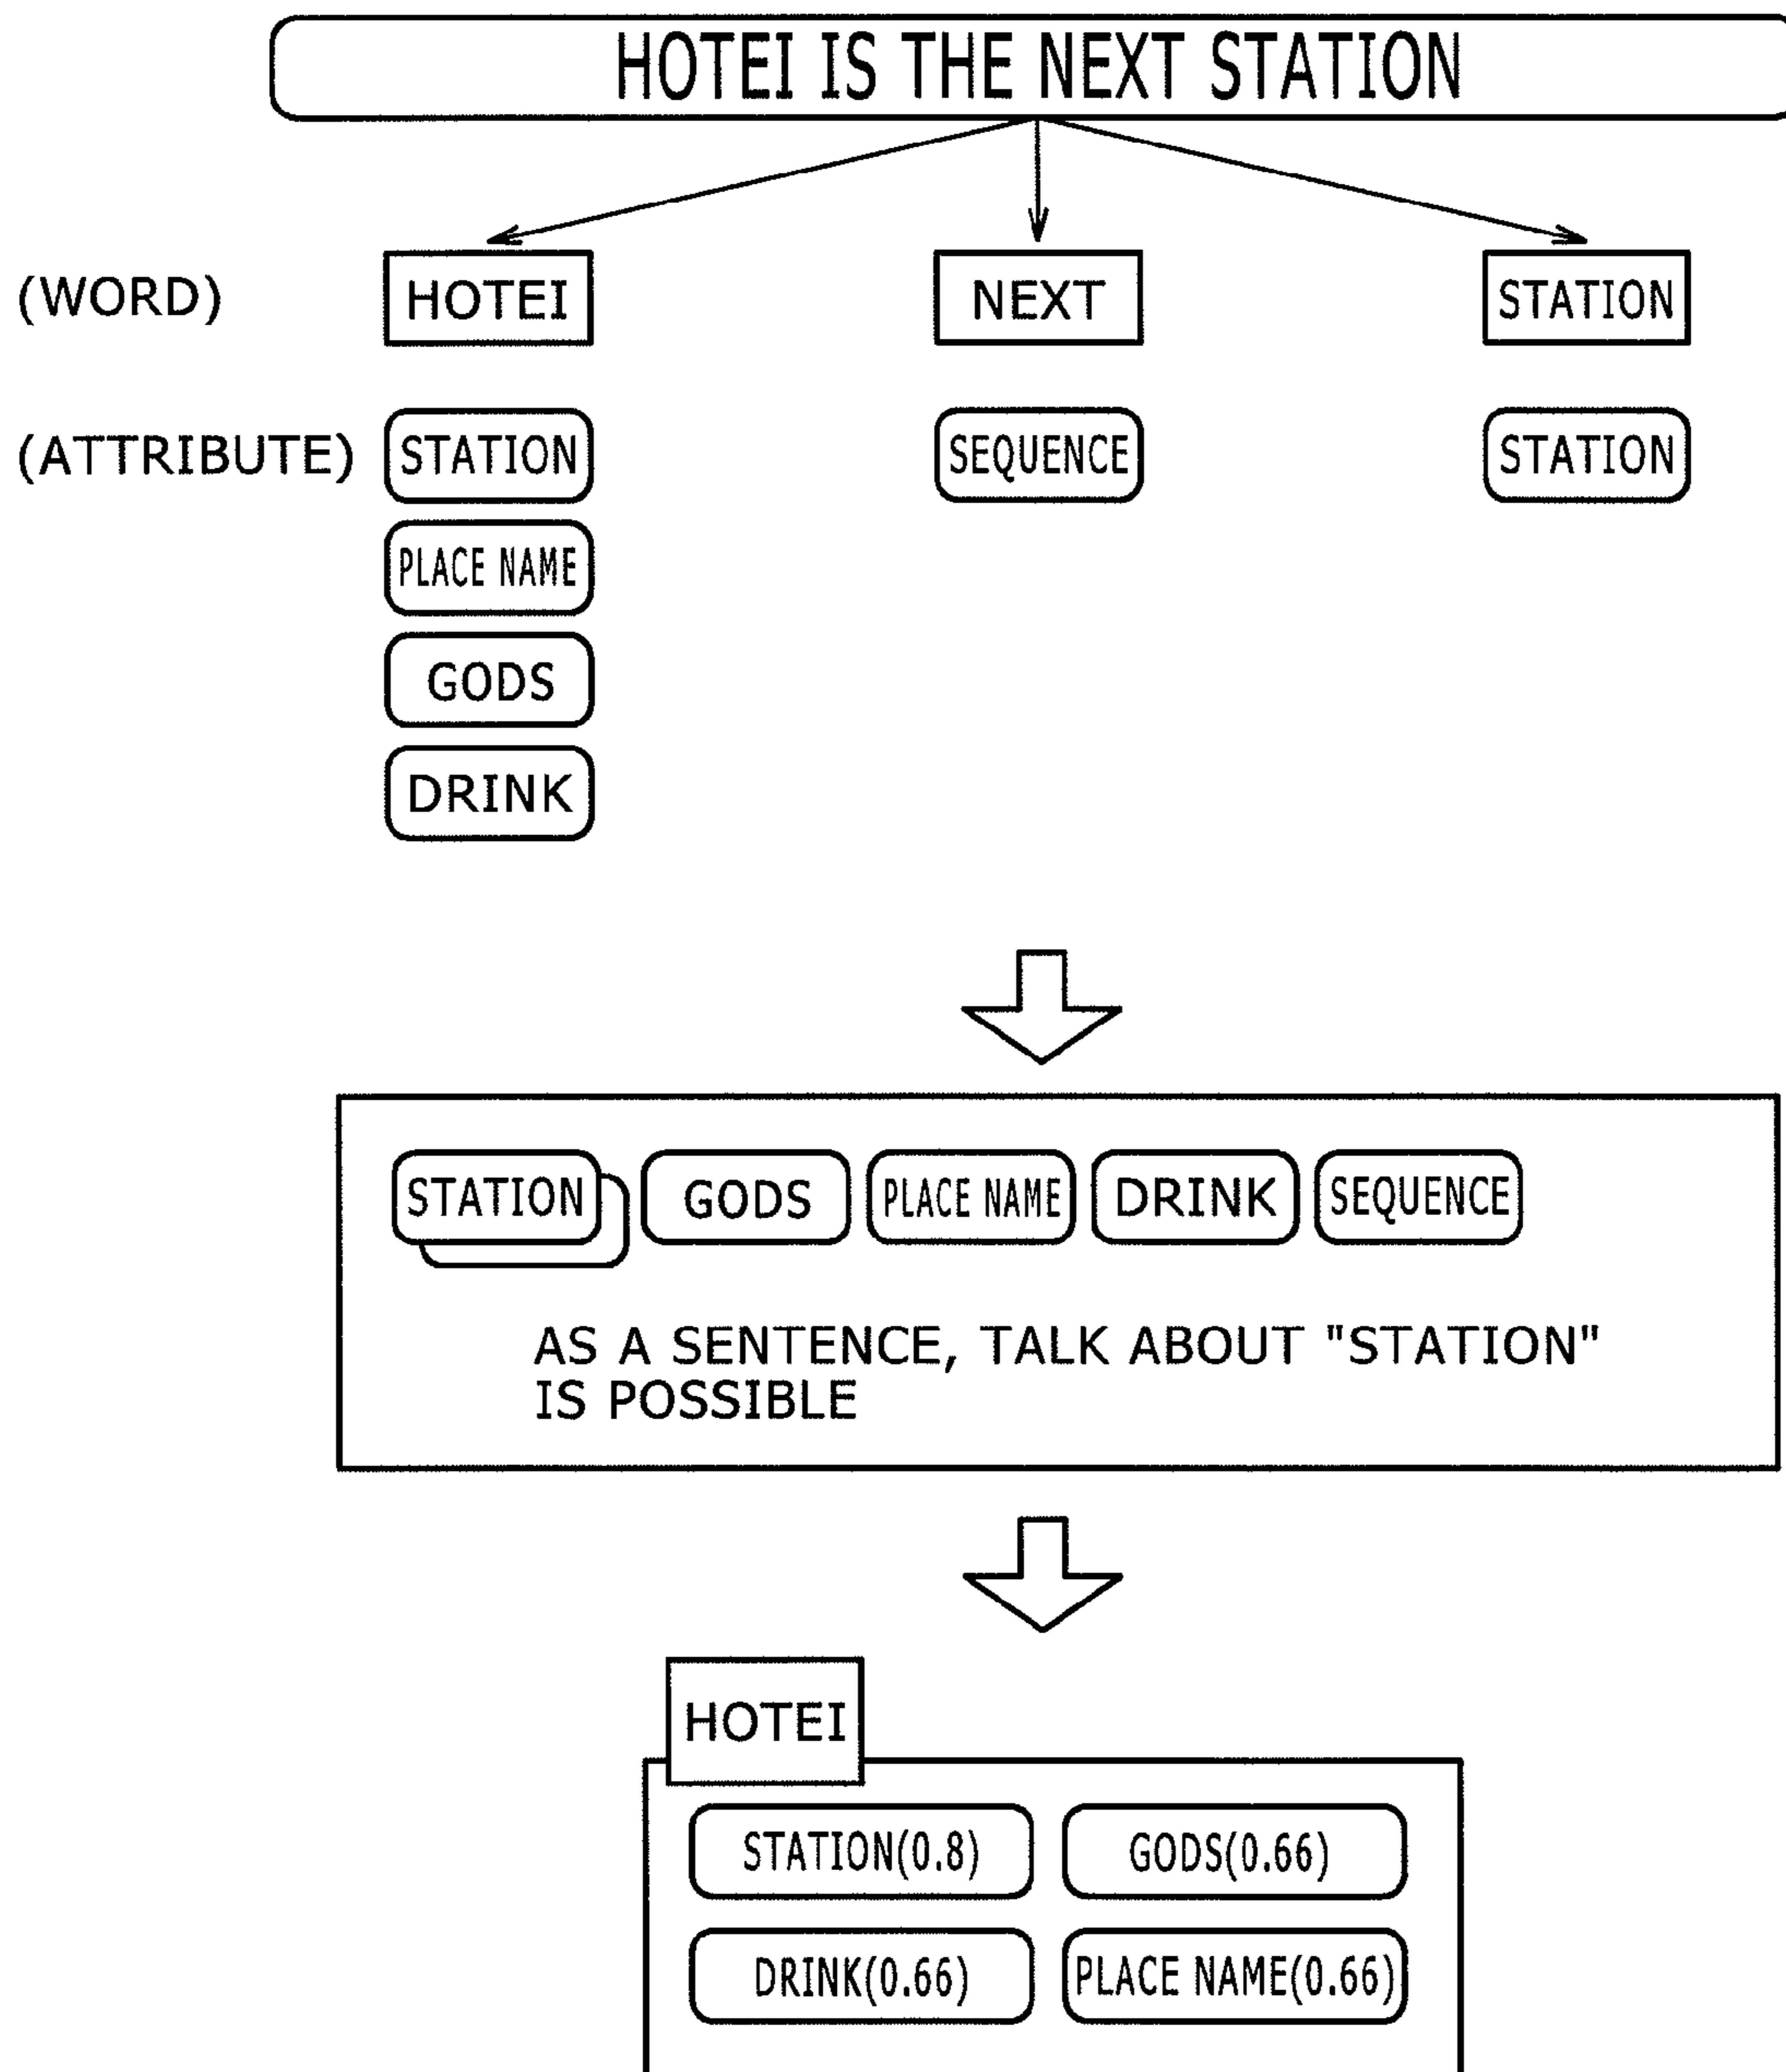 HOTEI IS THE NEXT STATION
(WORD) HOTEI NEXT STATION
(ATTRIBUTE) STATION SEQUENCE STATION
PLACE NAME
GODS
DRINK
STATION GODS PLACE NAME DRINK SEQUENCE
AS A SENTENCE, TALK ABOUT "STATION"
IS POSSIBLE
HOTEI
STATION(0.8) GODS(0.66)
DRINK(0.66) PLACE NAME(0.66)